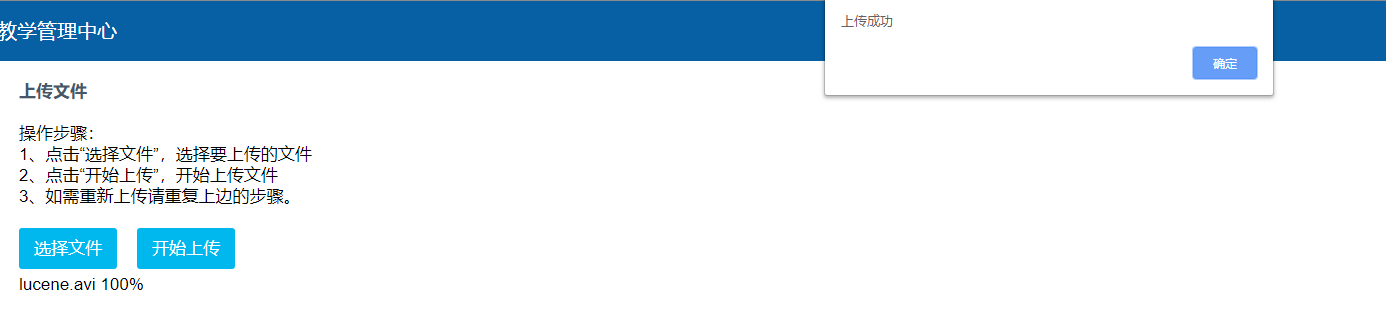 教学管理中心
上传成功
确定
上传文件
操作步骤：
1、点击“选择文件”，选择要上传的文件
2、点击“开始上传”，开始上传文件
3、如需重新上传请重复上边的步骤。
选择文件 开始上传
lucene.avi 100%